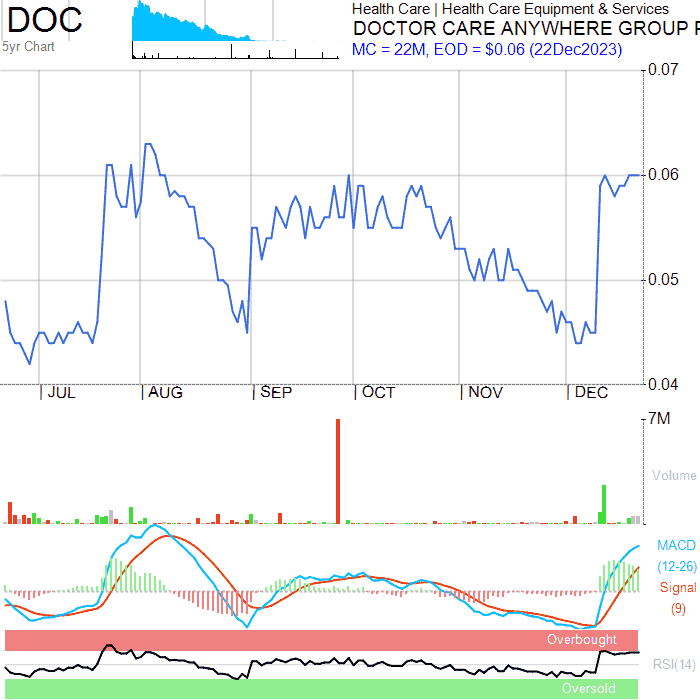 DOC
5yr Chart
Health Care | Health Care Equipment & Services
DOCTOR CARE ANYWHERE GROUP P
MC = 22M, EOD = $0.06 (22Dec2023)
0.07
0.06
0.05
0.04
JUL AUG SEP OCT NOV DEC
7M
Volume
MACD
(12-26)
Signal
(9)
Overbought
RSI(14)
Oversold